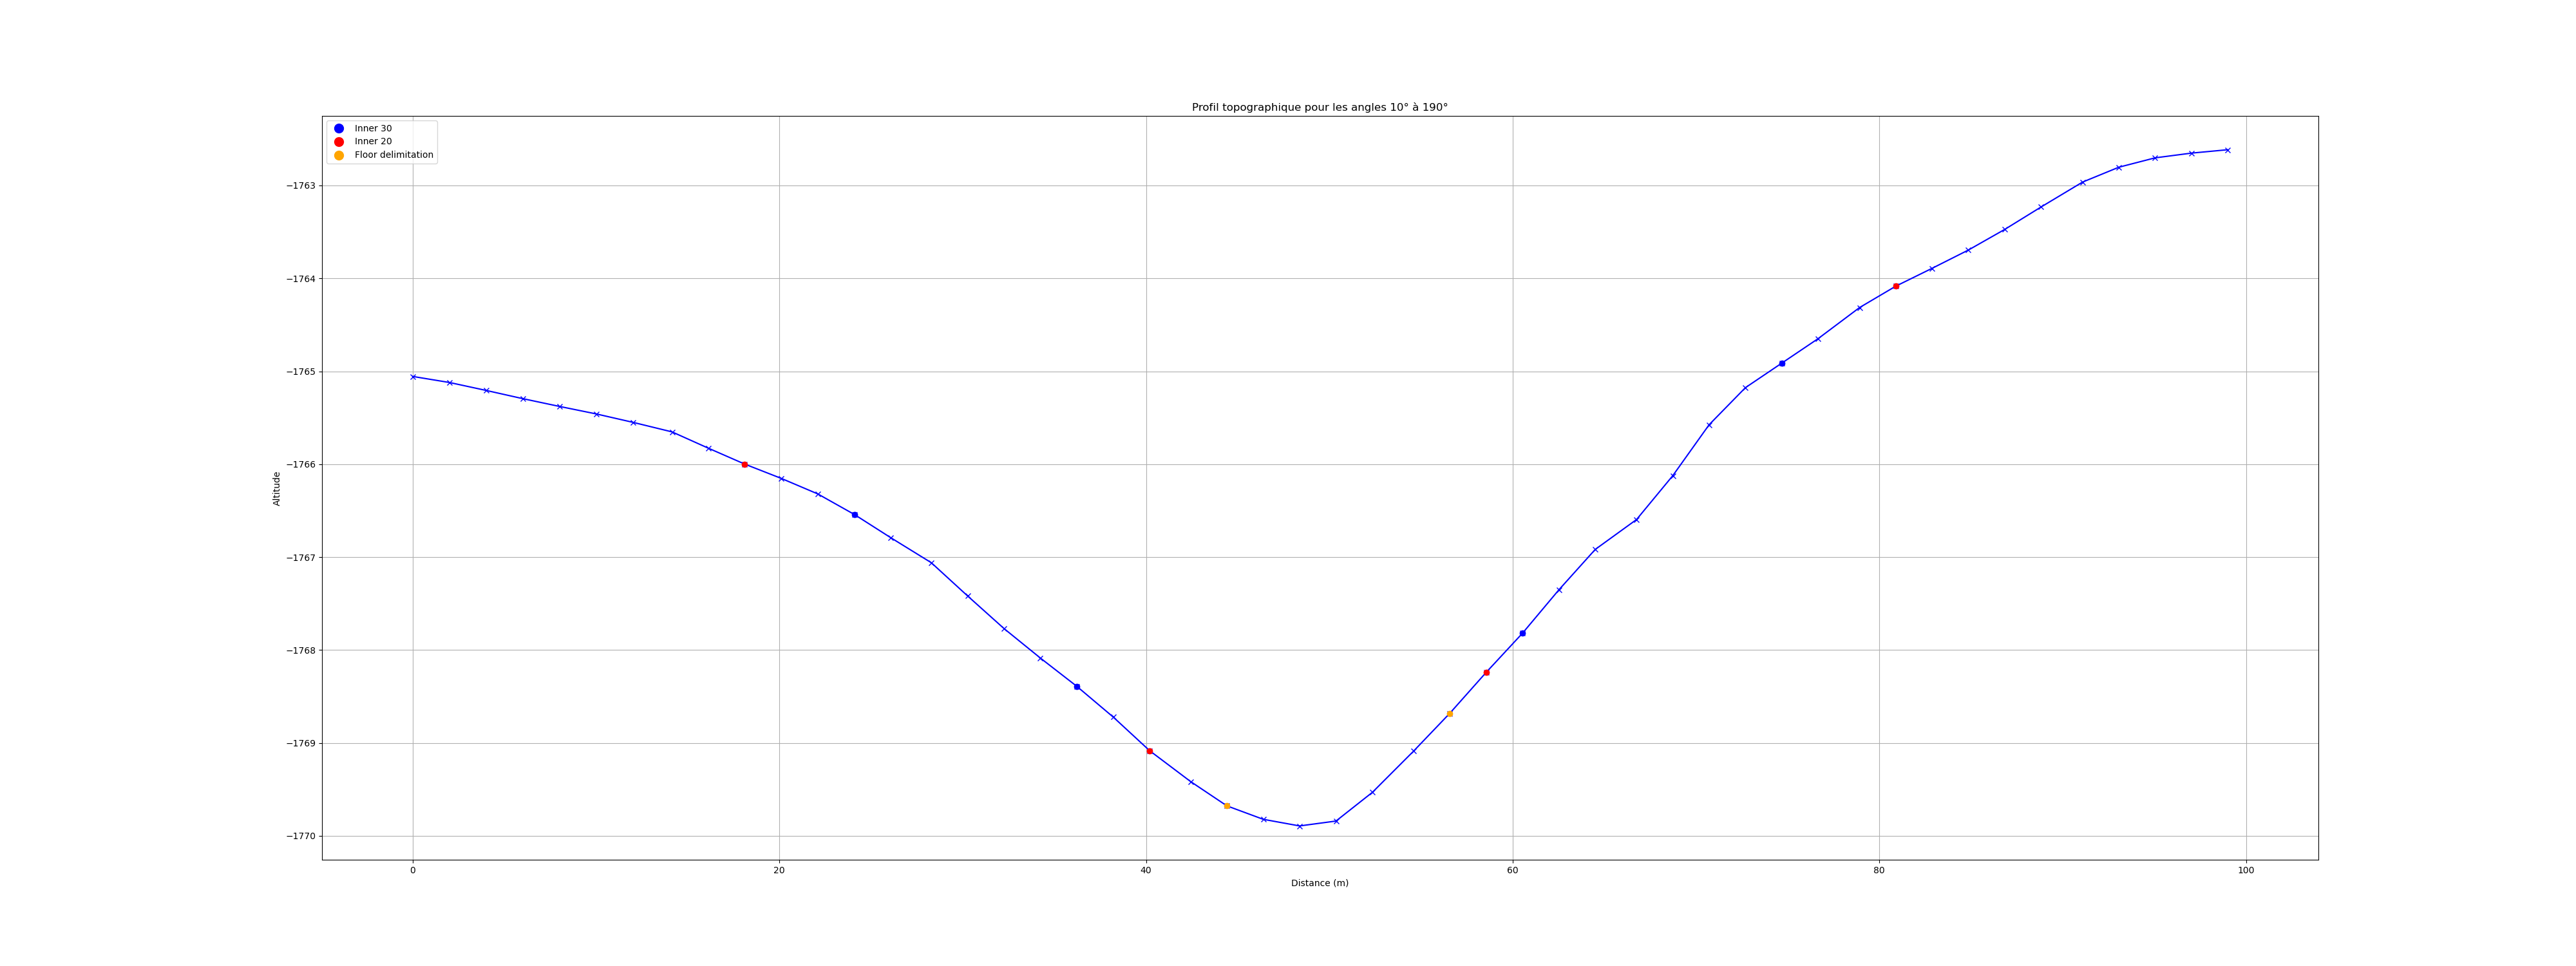 Profil topographique pour les angles 10° à 190°
Inner 30
Inner 20
Floor delimitation
−1763
−1764
−1765
−1766
−1767
−1768
−1769
−1770
Altitude
0 20 40 60 80 100
Distance (m)